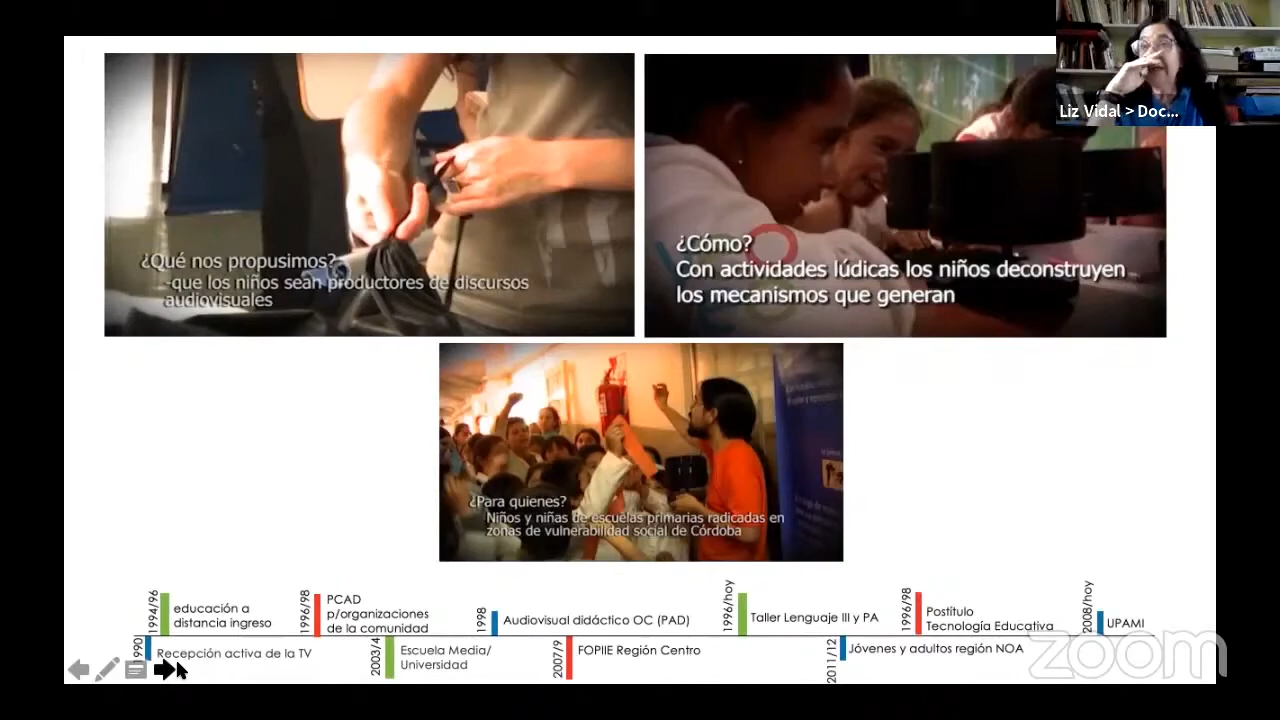 Liz Vidal > Doc...
¿Qué nos propusimos?
-que los niños sean productores de discursos
audiovisuales
¿Cómo?
Con actividades lúdicas los niños deconstruyen
los mecanismos que generan
¿Para quienes?
Niños y niñas de escuelas primarias radicadas en
zonas de vulnerabilidad social de Córdoba
1994/96
educación a
distancia ingreso
1996/98
PCAD
p/organizaciones
de la comunidad
1998
Audiovisual didáctico OC (PAD)
1996/hoy
Taller Lenguaje III y PA
1996/98
Postítulo
Tecnología Educativa
2008/hoy
UPAMI
1990
Recepción activa de la TV
2003/4
Escuela Media/
Universidad
2007/9
FOPIIE Región Centro
2011/12
Jóvenes y adultos región NOA
zoom